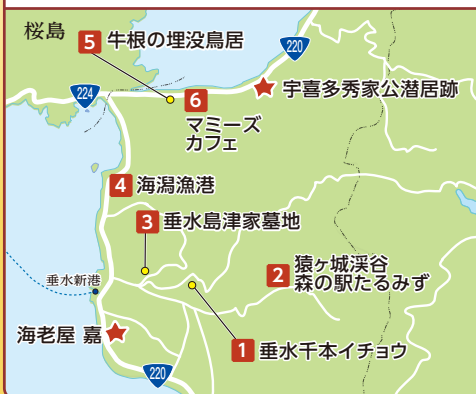 桜島
5 牛根の埋没鳥居
220
224
宇喜多秀家公潜居跡
6
マミーズ
カフェ
4 海潟漁港
3 垂水島津家墓地
2 猿ヶ城渓谷
森の駅たるみず
垂水新港
海老屋 嘉
1 垂水千本イチョウ
220